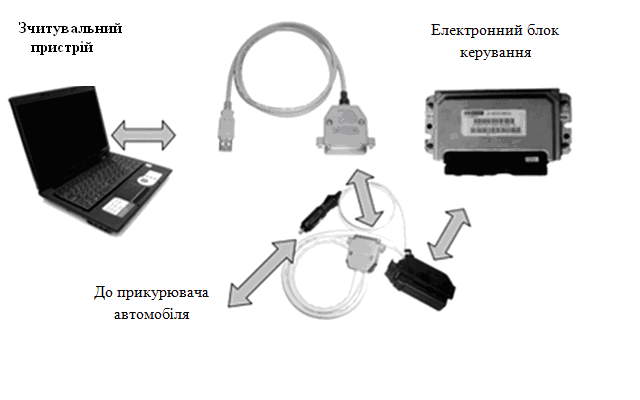 Зчитувальний
пристрій
Електронний блок
керування
До прикурювача
автомобіля